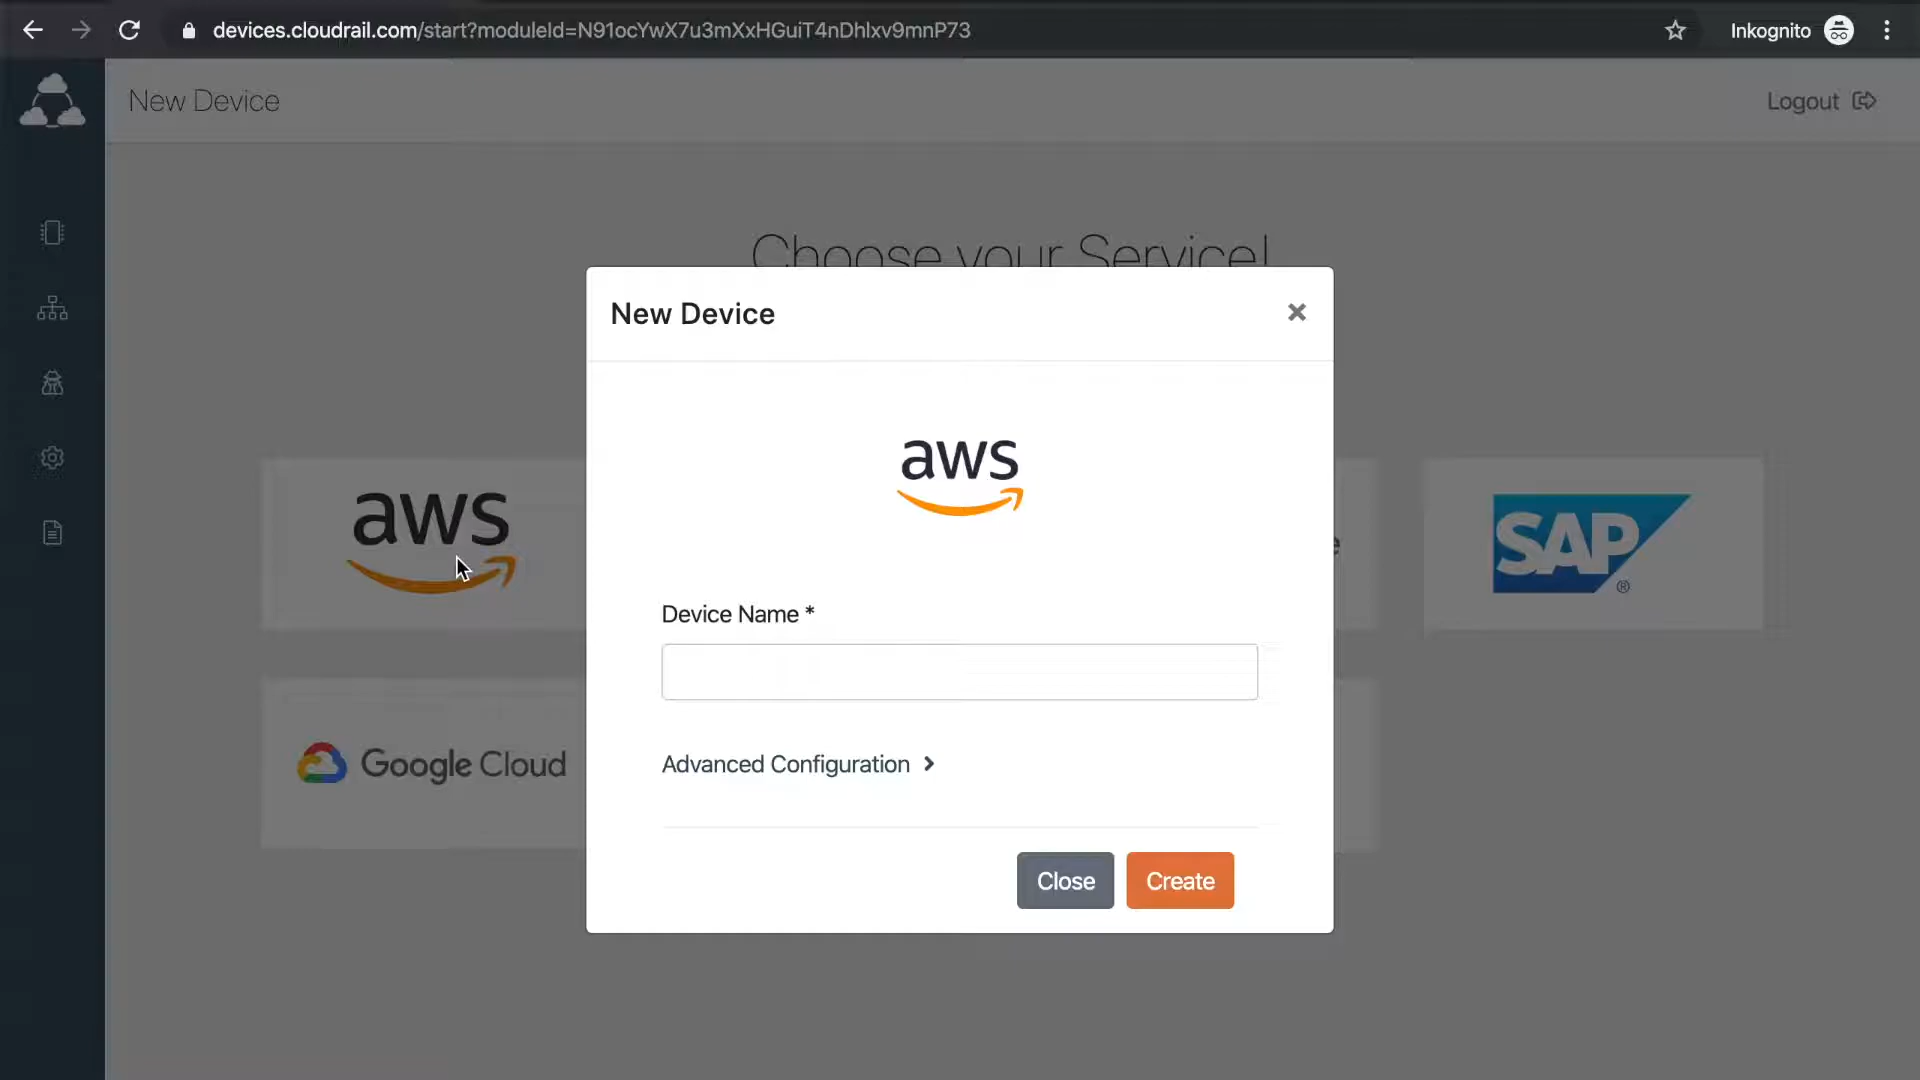 devices.cloudrail.com/start?moduleId=N91ocYwX7u3mXxHGuiT4nDhlxv9mnP73
Inkognito
New Device
Logout
Choose your Service!
New Device
aws
aws
SAP
®
e
Device Name *
Google Cloud
Advanced Configuration
Close
Create